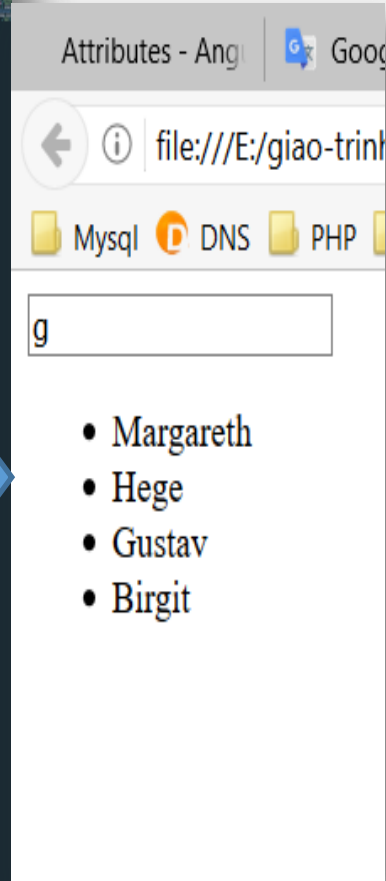 Attributes - Ang Goog
file:///E:/giao-trinh
Mysql DNS PHP
g
Margareth
Hege
Gustav
Birgit